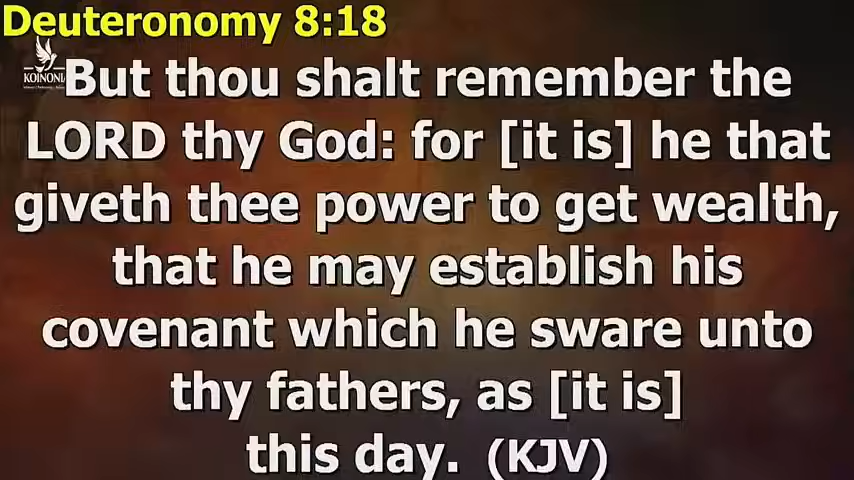 Deuteronomy 8:18
KOINONIA
But thou shalt remember the
LORD thy God: for [it is] he that
giveth thee power to get wealth,
that he may establish his
covenant which he sware unto
thy fathers, as [it is]
this day. (KJV)